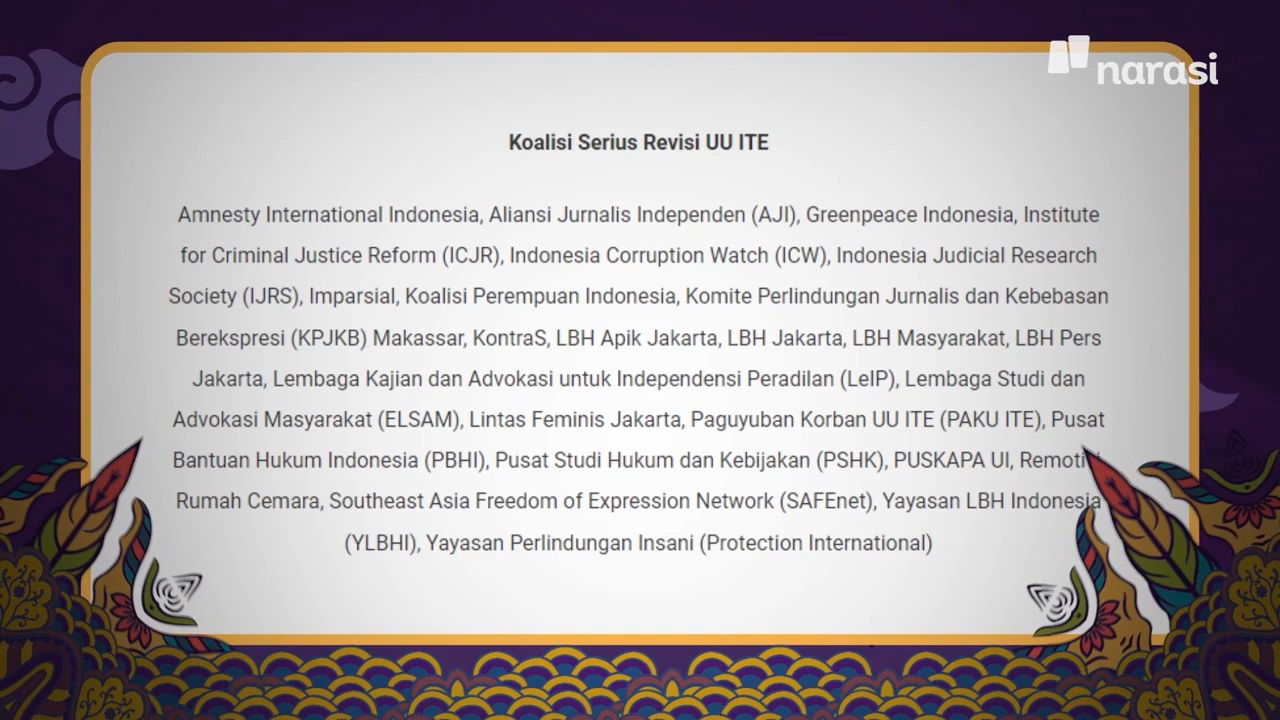 narasi
Koalisi Serius Revisi UU ITE
Amnesty International Indonesia, Aliansi Jurnalis Independen (AJI), Greenpeace Indonesia, Institute
for Criminal Justice Reform (ICJR), Indonesia Corruption Watch (ICW), Indonesia Judicial Research
Society (IJRS), Imparsial, Koalisi Perempuan Indonesia, Komite Perlindungan Jurnalis dan Kebebasan
Berekspresi (KPJKB) Makassar, KontraS, LBH Apik Jakarta, LBH Jakarta, LBH Masyarakat, LBH Pers
Jakarta, Lembaga Kajian dan Advokasi untuk Independensi Peradilan (LeIP), Lembaga Studi dan
Advokasi Masyarakat (ELSAM), Lintas Feminis Jakarta, Paguyuban Korban UU ITE (PAKU ITE), Pusat
Bantuan Hukum Indonesia (PBHI), Pusat Studi Hukum dan Kebijakan (PSHK), PUSKAPA UI,
Rumah Cemara, Southeast Asia Freedom of Expression Network (SAFEnet), Yayasan LBH Indonesia
(YLBHI), Yayasan Perlindungan Insani (Protection International)